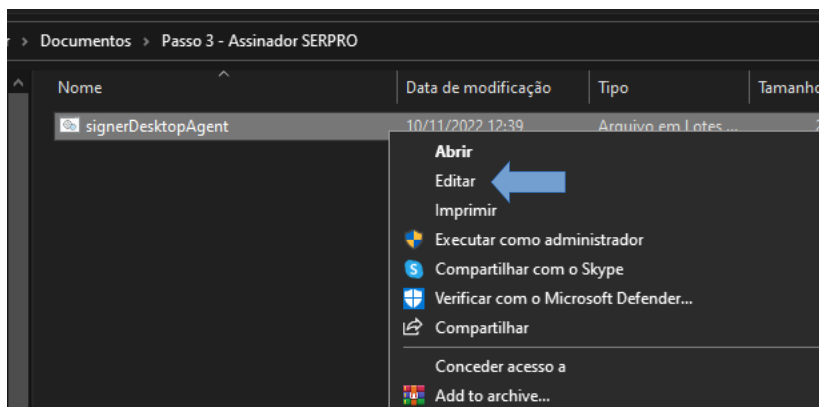 Documentos > Passo 3 - Assinador SERPRO
Nome Data de modificação Tipo Tamanho
signerDesktopAgent 10/11/2022 12:39 Arquivo em Lotes ...
Abrir
Editar
Imprimir
Executar como administrador
Compartilhar com o Skype
Verificar com o Microsoft Defender...
Compartilhar
Conceder acesso a
Add to archive...